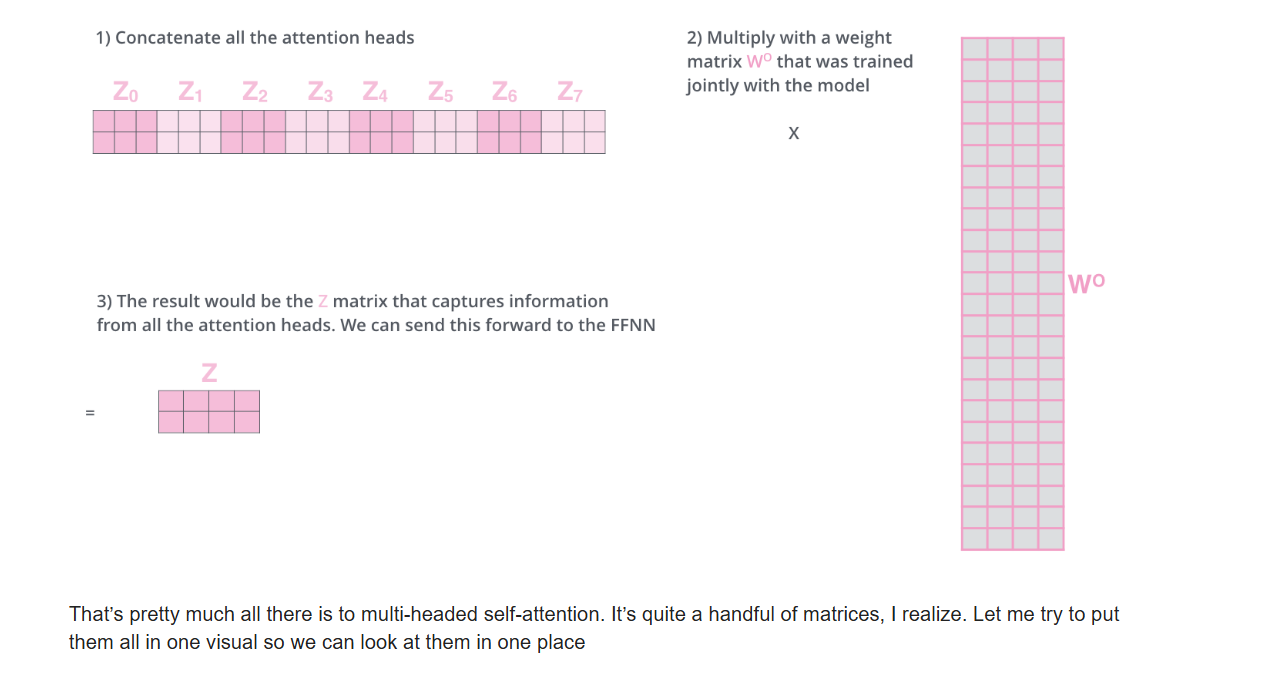 1) Concatenate all the attention heads
Z0 Z1 Z2 Z3 Z4 Z5 Z6 Z7
2) Multiply with a weight
matrix W^O that was trained
jointly with the model
X
W^O
3) The result would be the Z matrix that captures information
from all the attention heads. We can send this forward to the FFNN
Z
=
That’s pretty much all there is to multi-headed self-attention. It’s quite a handful of matrices, I realize. Let me try to put
them all in one visual so we can look at them in one place